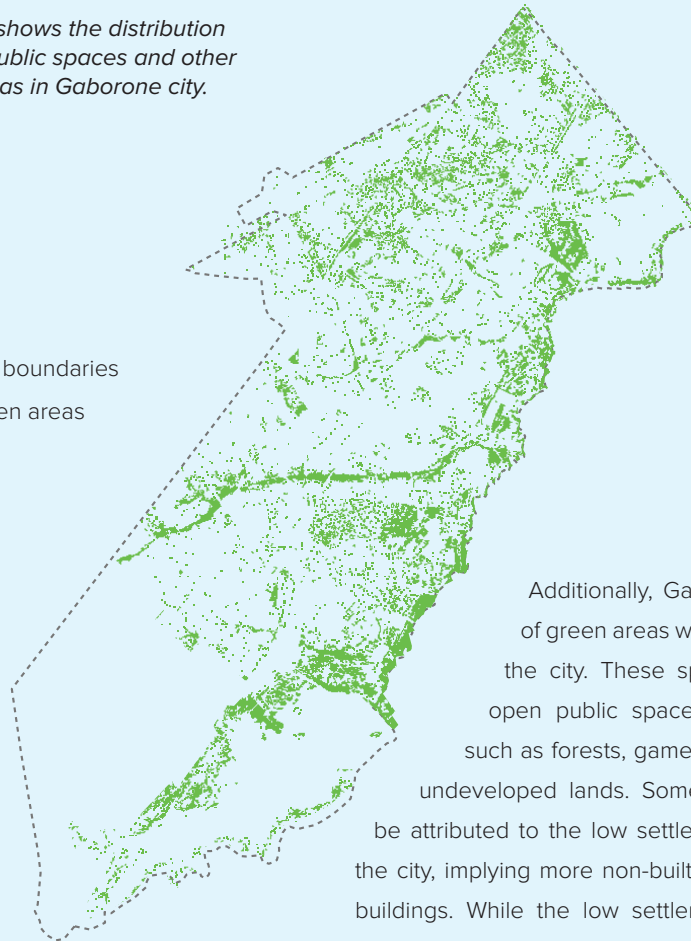 shows the distribution
ublic spaces and other
as in Gaborone city.
boundaries
en areas
Additionally, Ga
of green areas w
the city. These sp
open public space
such as forests, game
undeveloped lands. Some
be attributed to the low settle
the city, implying more non-built
buildings. While the low settler